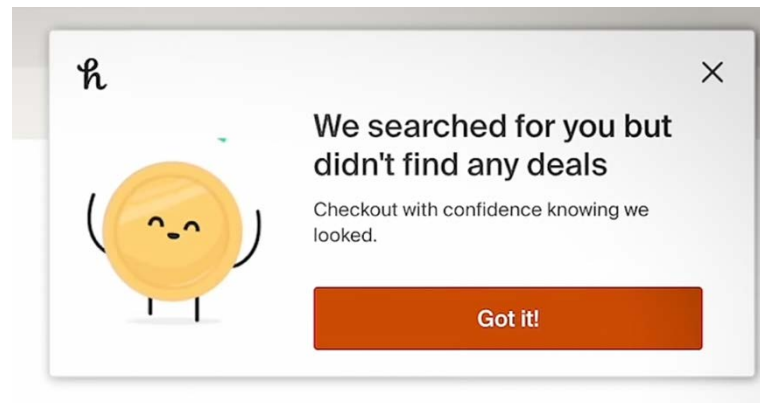 h
We searched for you but
didn't find any deals
Checkout with confidence knowing we
looked.
Got it!